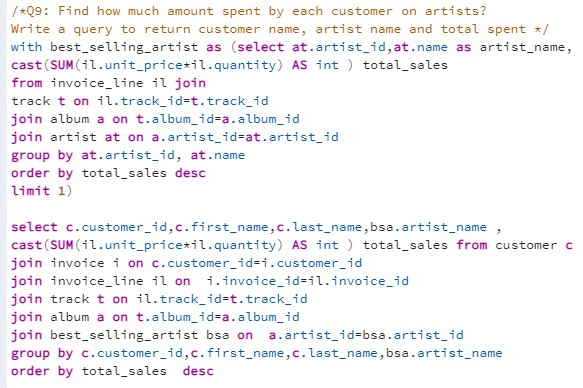 /*Q9: Find how much amount spent by each customer on artists?
Write a query to return customer name, artist name and total spent */
with best_selling_artist as (select at.artist_id,at.name as artist_name,
cast(SUM(il.unit_price*il.quantity) AS int ) total_sales
from invoice_line il join
track t on il.track_id=t.track_id
join album a on t.album_id=a.album_id
join artist at on a.artist_id=at.artist_id
group by at.artist_id, at.name
order by total_sales desc
limit 1)
select c.customer_id,c.first_name,c.last_name,bsa.artist_name ,
cast(SUM(il.unit_price*il.quantity) AS int ) total_sales from customer c
join invoice i on c.customer_id=i.customer_id
join invoice_line il on  i.invoice_id=il.invoice_id
join track t on il.track_id=t.track_id
join album a on t.album_id=a.album_id
join best_selling_artist bsa on  a.artist_id=bsa.artist_id
group by c.customer_id,c.first_name,c.last_name,bsa.artist_name
order by total_sales  desc